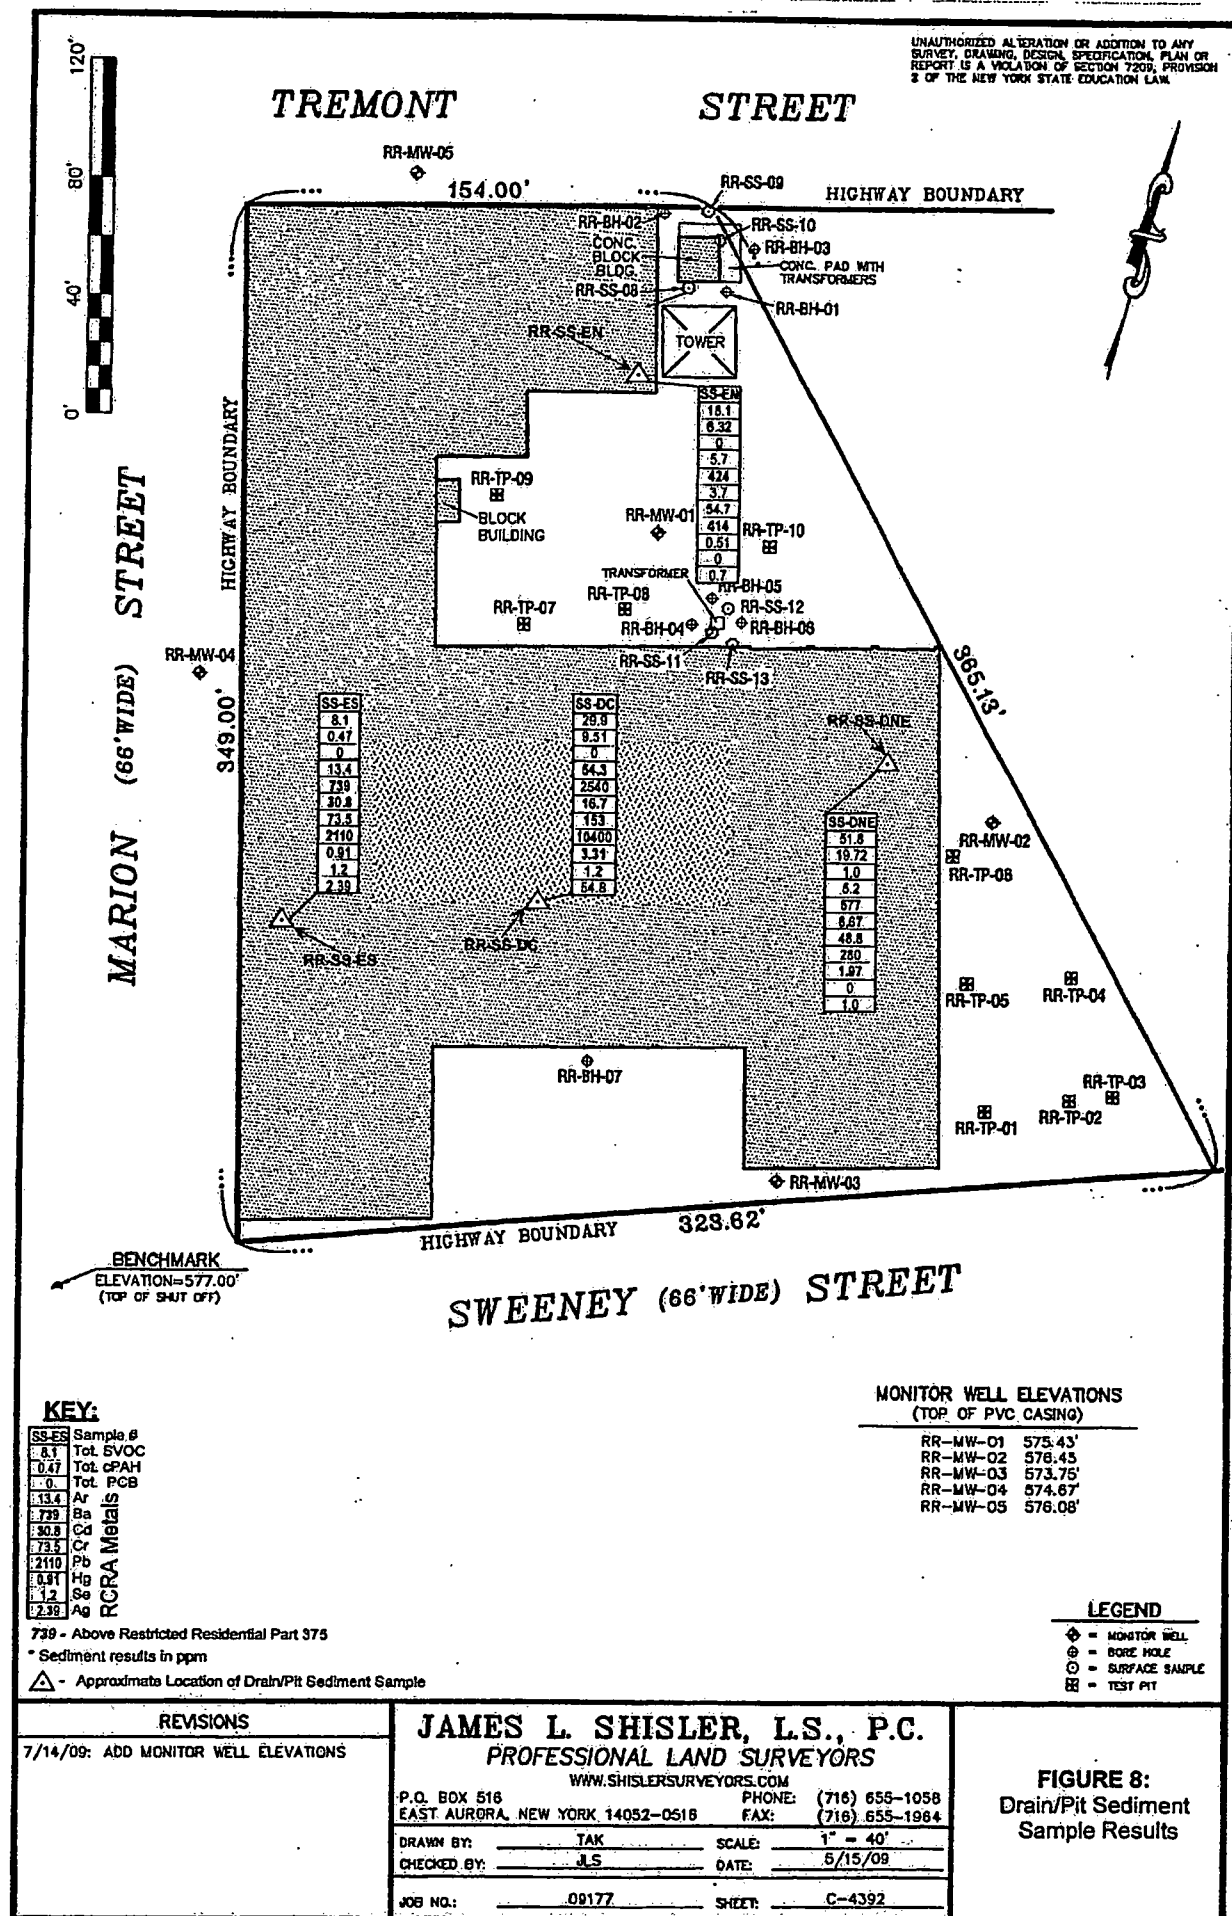 UNAUTHORIZED ALTERATION OR ADDITION TO ANY
SURVEY, DRAWING, DESIGN, SPECIFICATION, PLAN OR
REPORT IS A VIOLATION OF SECTION 7209, PROVISION
2 OF THE NEW YORK STATE EDUCATION LAW.
120'
80'
40'
0'
TREMONT STREET
RR-MW-05
154.00'
RR-SS-09
HIGHWAY BOUNDARY
RR-BH-02
RR-SS-10
CONC.
BLOCK
BLDG.
RR-BH-03
CONC. PAD WITH
TRANSFORMERS
RR-SS-08
RR-BH-01
RR-SS-EN
TOWER
SS-EN
6.32
0
5.7
424
3.7
54.7
414
0.51
0
0.7
HIGHWAY BOUNDARY
MARION (66'WIDE) STREET
RR-TP-09
BLOCK
BUILDING
RR-MW-01
RR-TP-10
TRANSFORMER
RR-BH-05
RR-TP-08
RR-SS-12
RR-TP-07
RR-BH-04
RR-BH-06
RR-SS-11
RR-SS-13
RR-MW-04
349.00'
365.13'
SS-ES
8.1
0.47
0
13.4
739
30.8
73.5
2110
0.91
1.2
2.39
RR-SS-ES
SS-DC
29.9
9.51
0
64.3
2540
16.7
153
10400
3.31
1.2
54.8
RR-SS-DC
RR-SS-DNE
SS-DNE
51.8
19.72
1.0
5.2
577
6.67
48.8
280
1.97
0
1.0
RR-MW-02
RR-TP-06
RR-TP-05
RR-TP-04
RR-BH-07
RR-TP-03
RR-TP-02
RR-TP-01
RR-MW-03
HIGHWAY BOUNDARY
323.62'
BENCHMARK
ELEVATION=577.00'
(TOP OF SHUT OFF)
SWEENEY (66'WIDE) STREET
KEY:
SS-ES Sample #
8.1 Tot. SVOC
0.47 Tot. cPAH
0 Tot. PCB
13.4 Ar
739 Ba
30.8 Cd
73.5 Cr
2110 Pb
0.91 Hg
1.2 Se
2.39 Ag
RCRA Metals
739 - Above Restricted Residential Part 375
* Sediment results in ppm
- Approximate Location of Drain/Pit Sediment Sample
MONITOR WELL ELEVATIONS
(TOP OF PVC CASING)
RR-MW-01 575.43'
RR-MW-02 576.45
RR-MW-03 573.75'
RR-MW-04 574.67'
RR-MW-05 576.08'
LEGEND
= MONITOR WELL
= BORE HOLE
= SURFACE SAMPLE
= TEST PIT
REVISIONS
7/14/09: ADD MONITOR WELL ELEVATIONS
JAMES L. SHISLER, L.S., P.C.
PROFESSIONAL LAND SURVEYORS
WWW.SHISLERSURVEYORS.COM
P.O. BOX 516 PHONE: (716) 655-1058
EAST AURORA, NEW YORK 14052-0516 FAX: (716) 655-1964
DRAWN BY: TAK SCALE: 1" = 40'
CHECKED BY: JLS DATE: 5/15/09
JOB NO.: 09177 SHEET: C-4392
FIGURE 8:
Drain/Pit Sediment
Sample Results